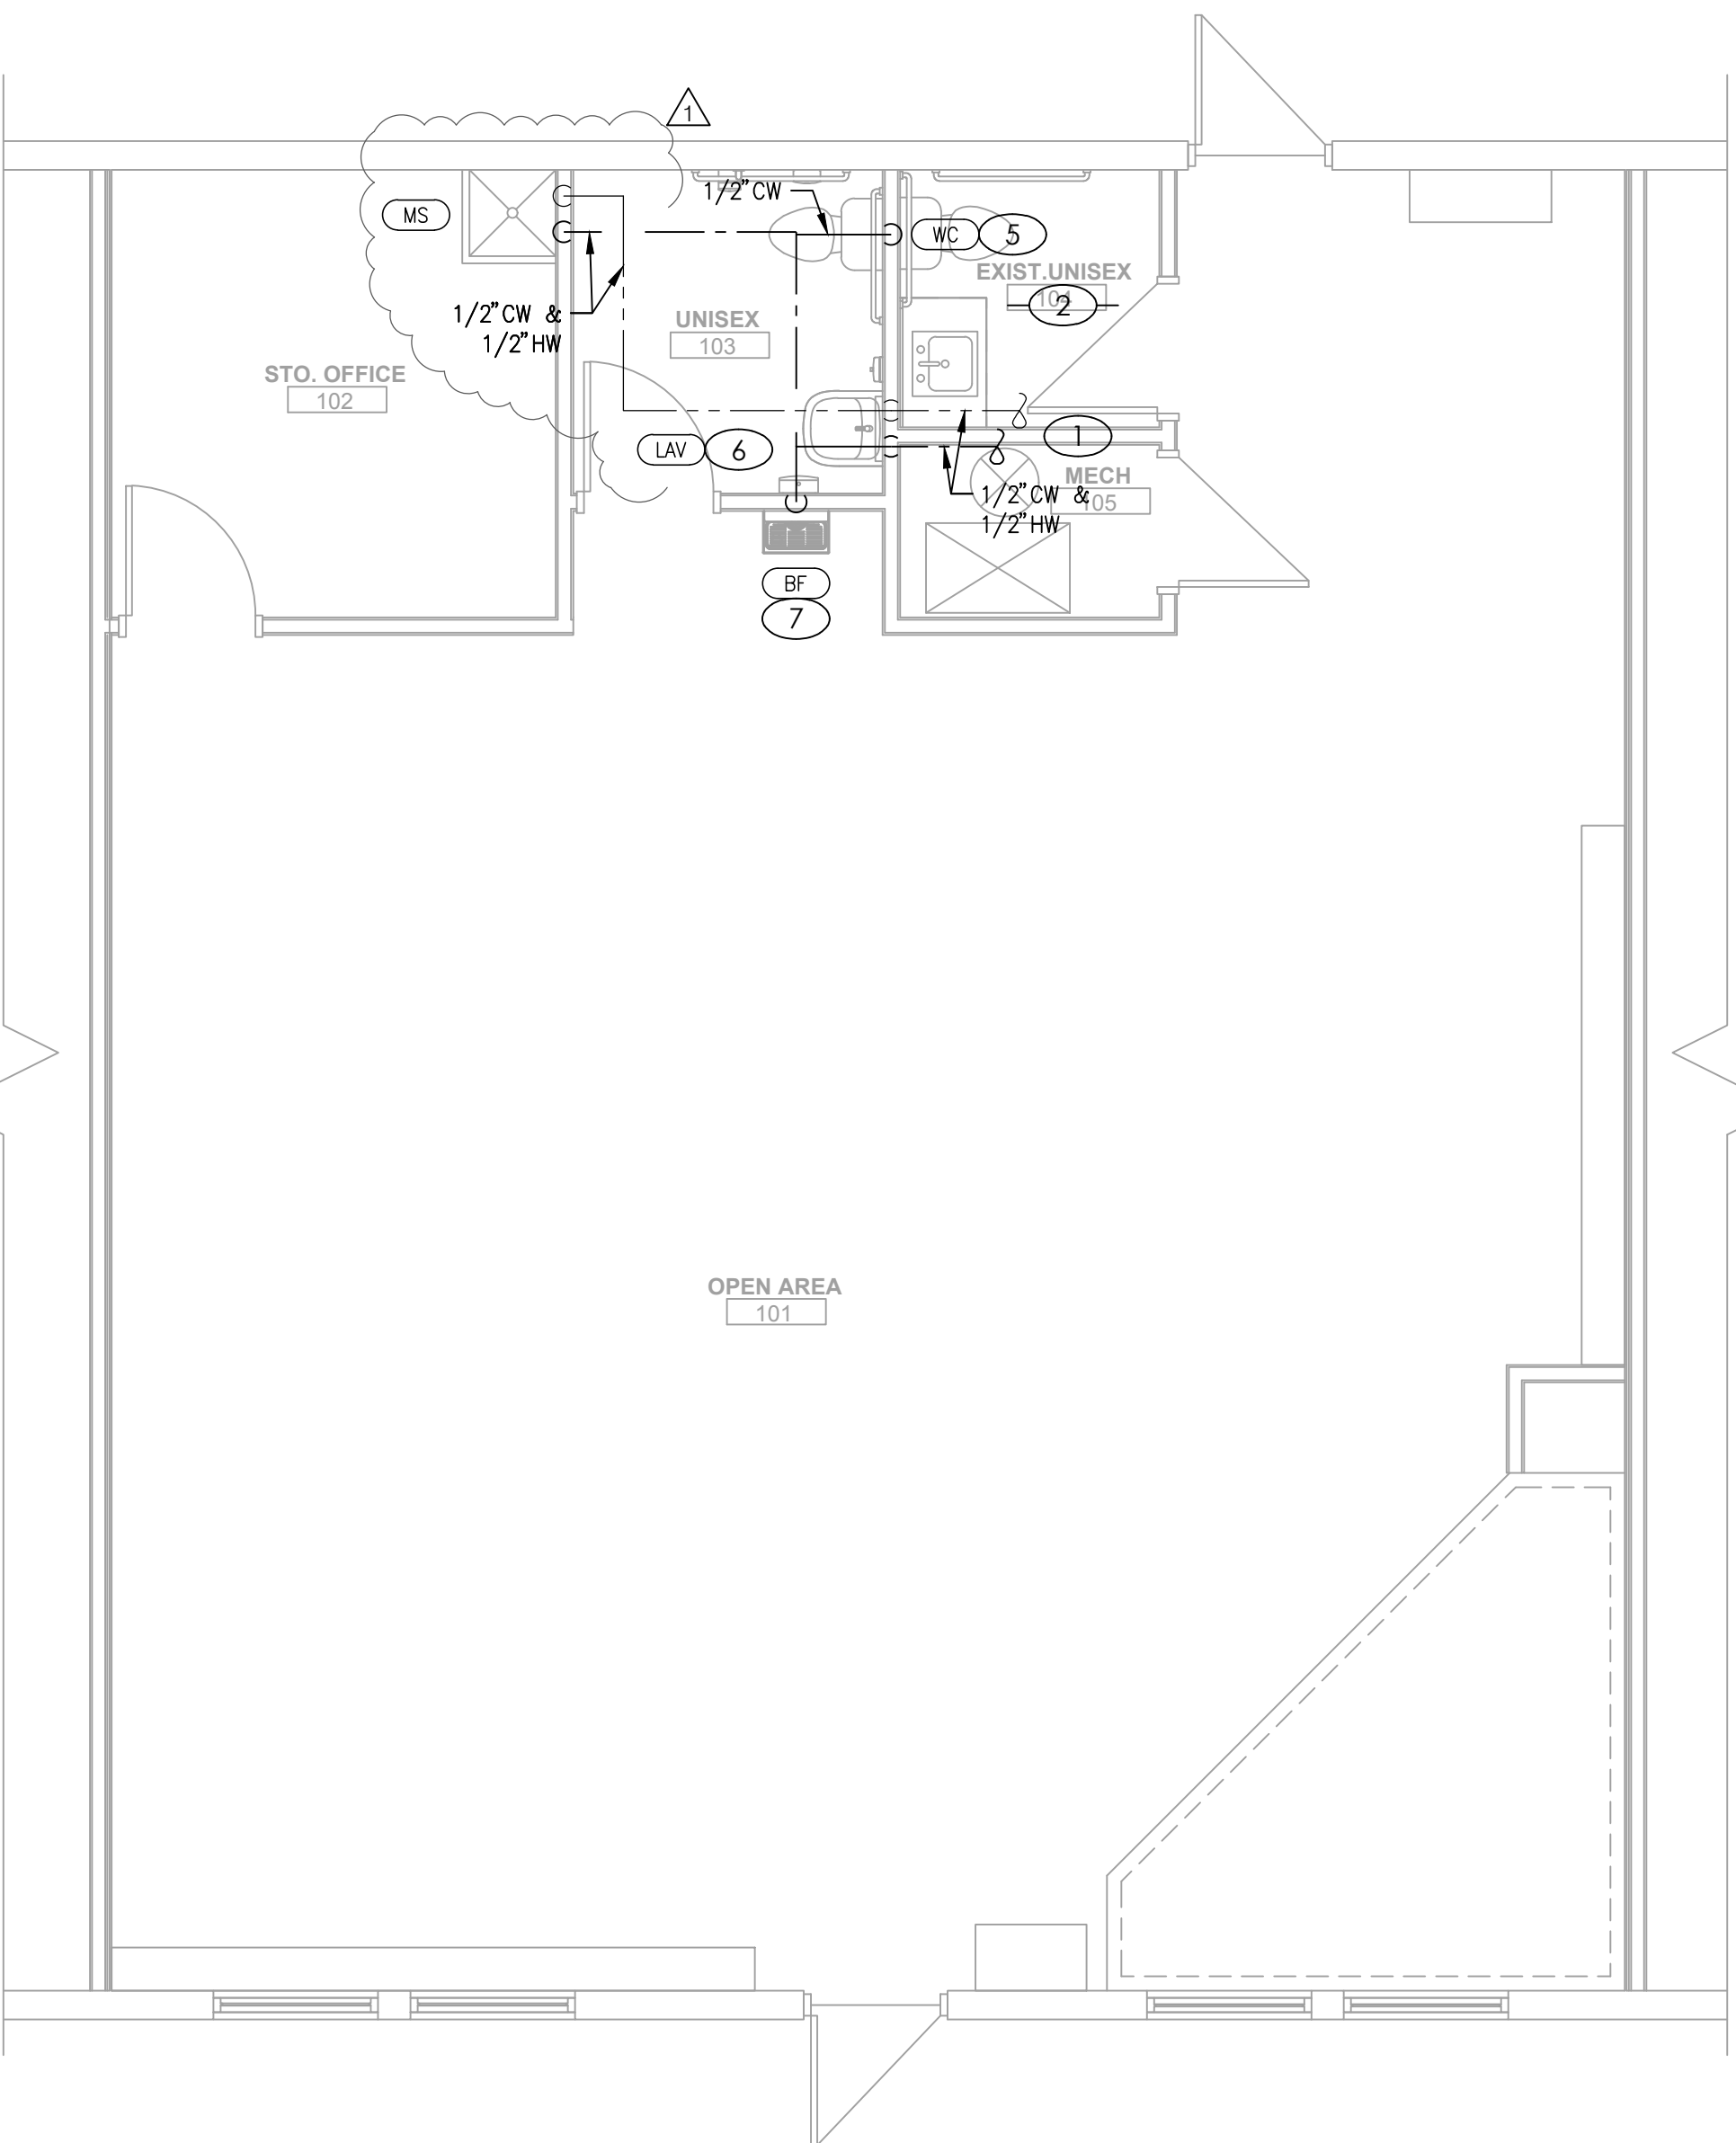 1
1/2" CW
MS
WC
5
EXIST.UNISEX
104
2
1/2" CW &
1/2" HW
UNISEX
103
STO. OFFICE
102
LAV
6
1
MECH
105
1/2" CW &
1/2" HW
BF
7
OPEN AREA
101